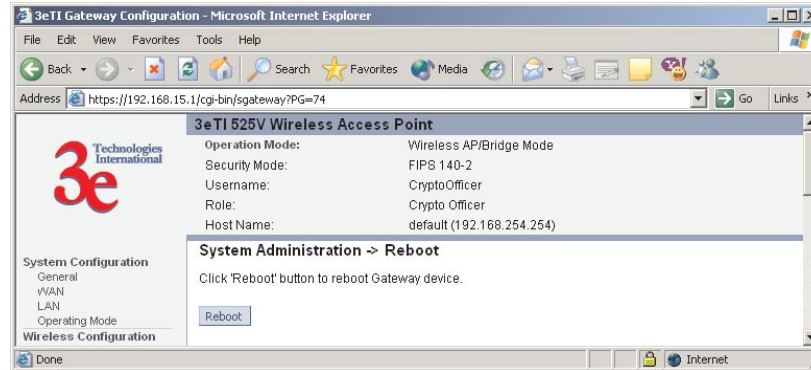 3eTI Gateway Configuration - Microsoft Internet Explorer
File Edit View Favorites Tools Help
Back Search Favorites Media
Address https://192.168.15.1/cgi-bin/sgateway?PG=74 Go Links »
3e Technologies International
3eTI 525V Wireless Access Point
Operation Mode: Wireless AP/Bridge Mode
Security Mode: FIPS 140-2
Username: CryptoOfficer
Role: Crypto Officer
Host Name: default (192.168.254.254)
System Administration -> Reboot
Click 'Reboot' button to reboot Gateway device.
Reboot
System Configuration
General
WAN
LAN
Operating Mode
Wireless Configuration
Done Internet